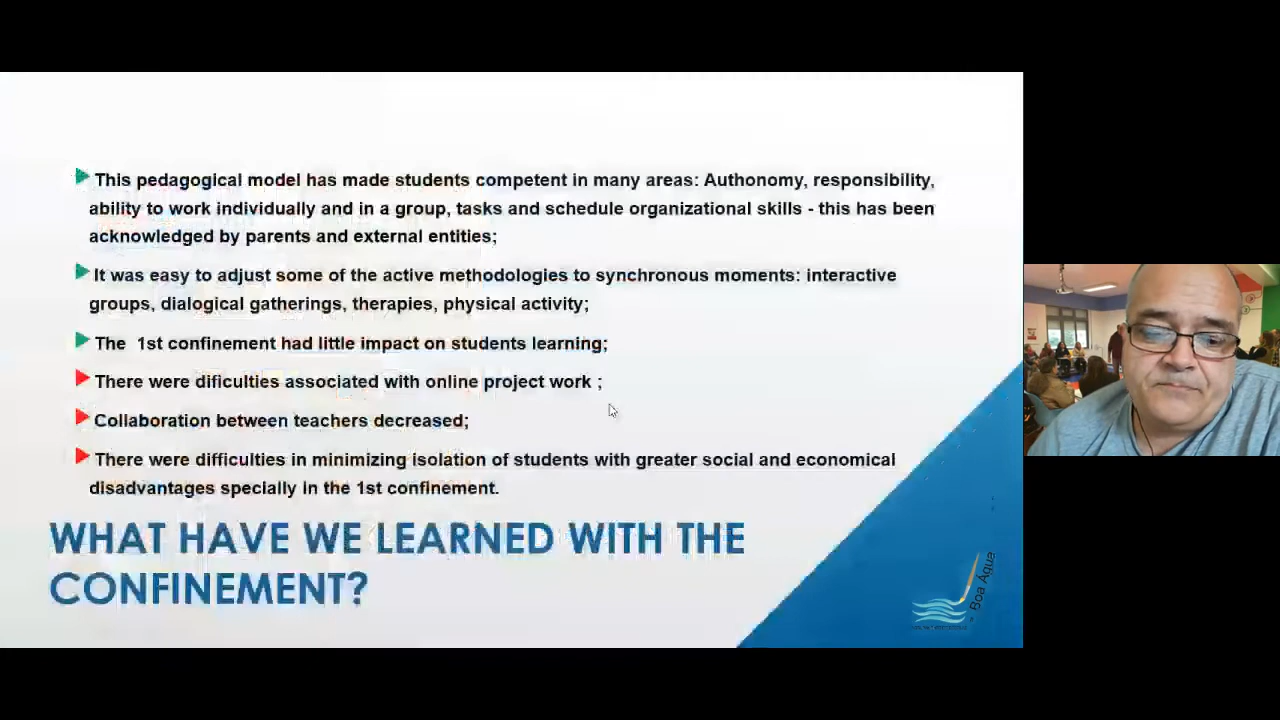 This pedagogical model has made students competent in many areas: Authonomy, responsibility,
ability to work individually and in a group, tasks and schedule organizational skills - this has been
acknowledged by parents and external entities;
It was easy to adjust some of the active methodologies to synchronous moments: interactive
groups, dialogical gatherings, therapies, physical activity;
The 1st confinement had little impact on students learning;
There were dificulties associated with online project work ;
Collaboration between teachers decreased;
There were difficulties in minimizing isolation of students with greater social and economical
disadvantages specially in the 1st confinement.
WHAT HAVE WE LEARNED WITH THE
CONFINEMENT?
Boa Água